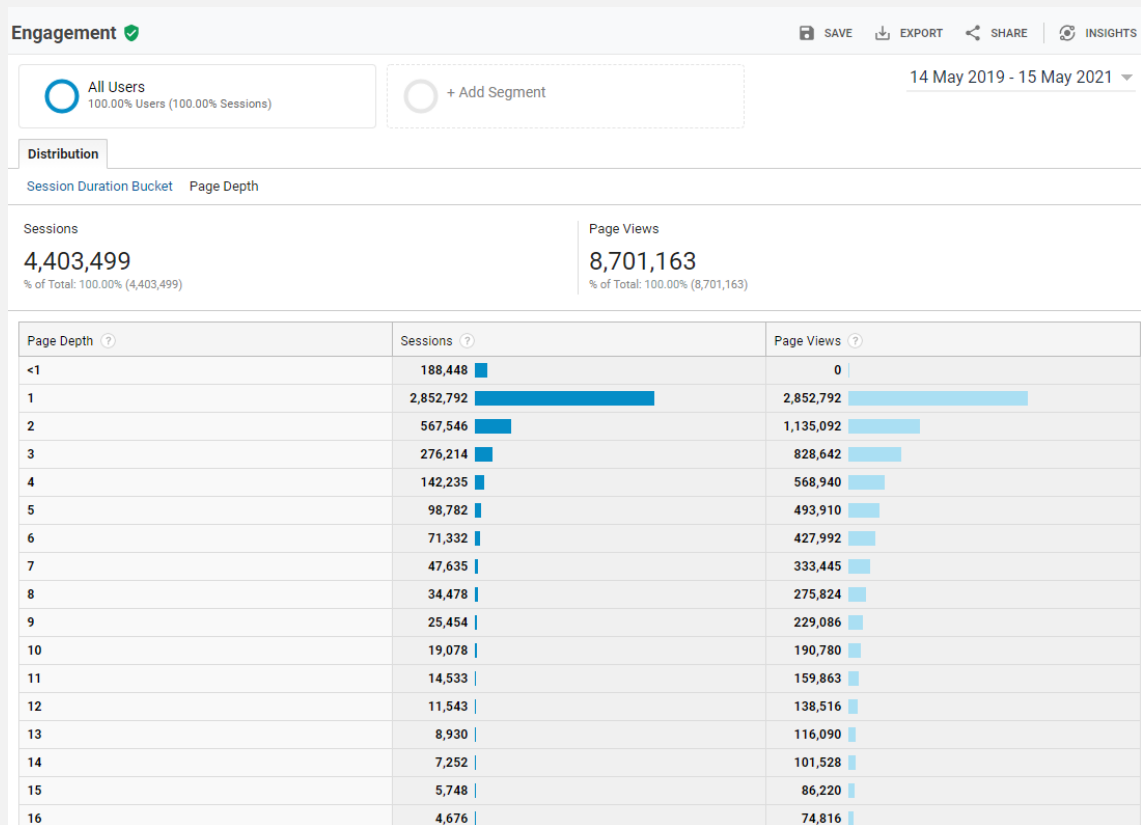 Engagement
SAVE EXPORT SHARE INSIGHTS
All Users
100.00% Users (100.00% Sessions)
+ Add Segment
14 May 2019 - 15 May 2021
Distribution
Session Duration Bucket Page Depth
Sessions
4,403,499
% of Total: 100.00% (4,403,499)
Page Views
8,701,163
% of Total: 100.00% (8,701,163)
Page Depth ? Sessions ? Page Views ?
<1 188,448 0
1 2,852,792 2,852,792
2 567,546 1,135,092
3 276,214 828,642
4 142,235 568,940
5 98,782 493,910
6 71,332 427,992
7 47,635 333,445
8 34,478 275,824
9 25,454 229,086
10 19,078 190,780
11 14,533 159,863
12 11,543 138,516
13 8,930 116,090
14 7,252 101,528
15 5,748 86,220
16 4,676 74,816